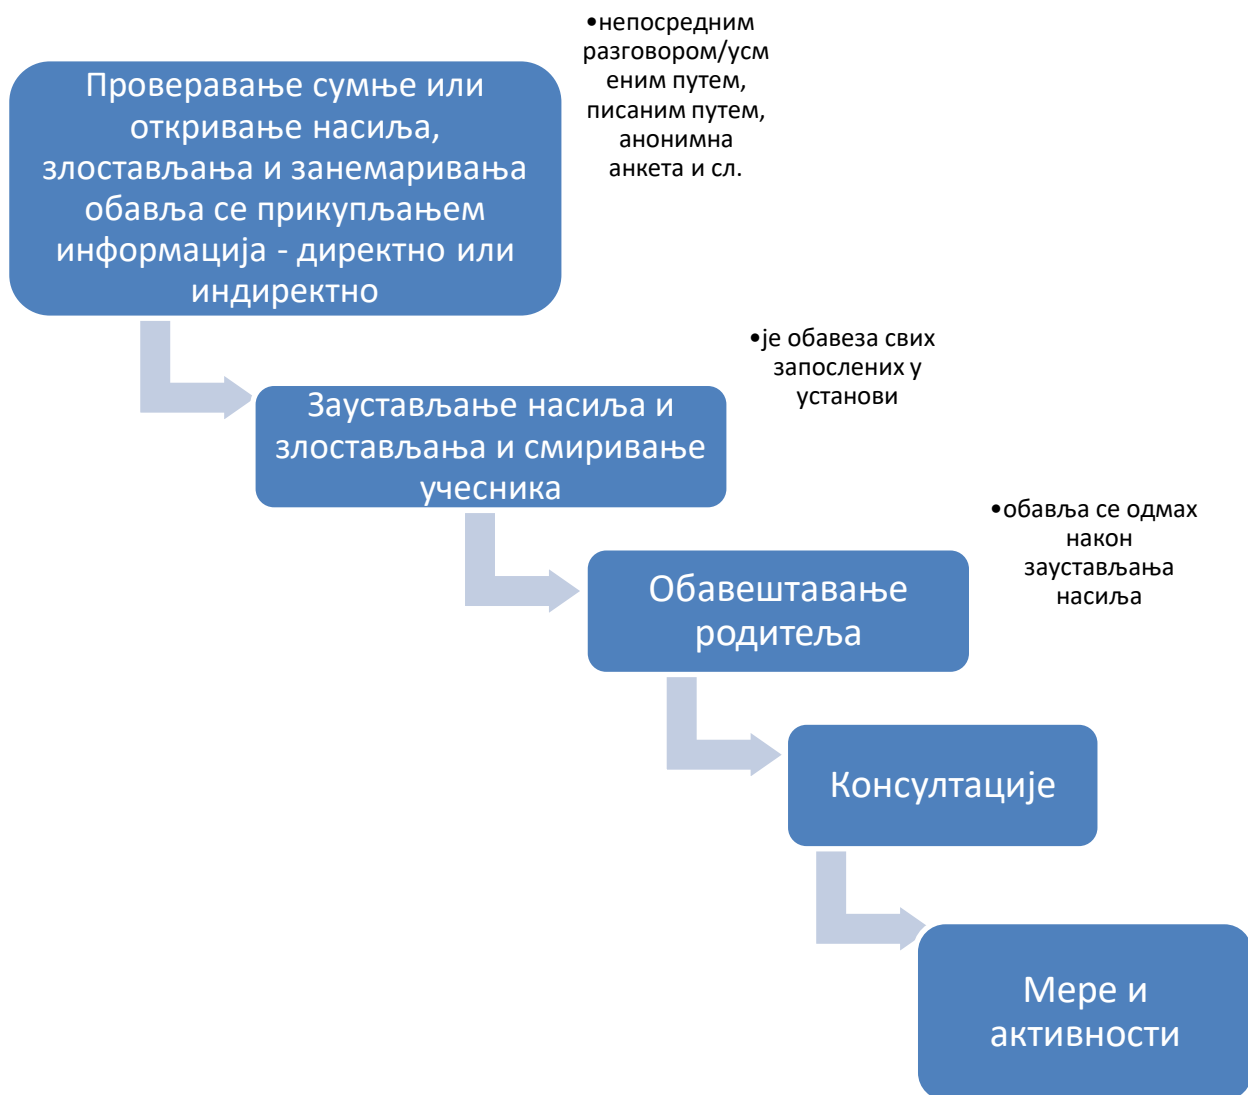 Проверавање сумње или
откривање насиља,
злостављања и занемаривања
обавља се прикупљањем
информација - директно или
индиректно
•непосредним
разговором/усм
еним путем,
писаним путем,
анонимна
анкета и сл.
Заустављање насиља и
злостављања и смиривање
учесника
•је обавеза свих
запослених у
установи
Обавештавање
родитеља
•обавља се одмах
након
заустављања
насиља
Консултације
Мере и
активности